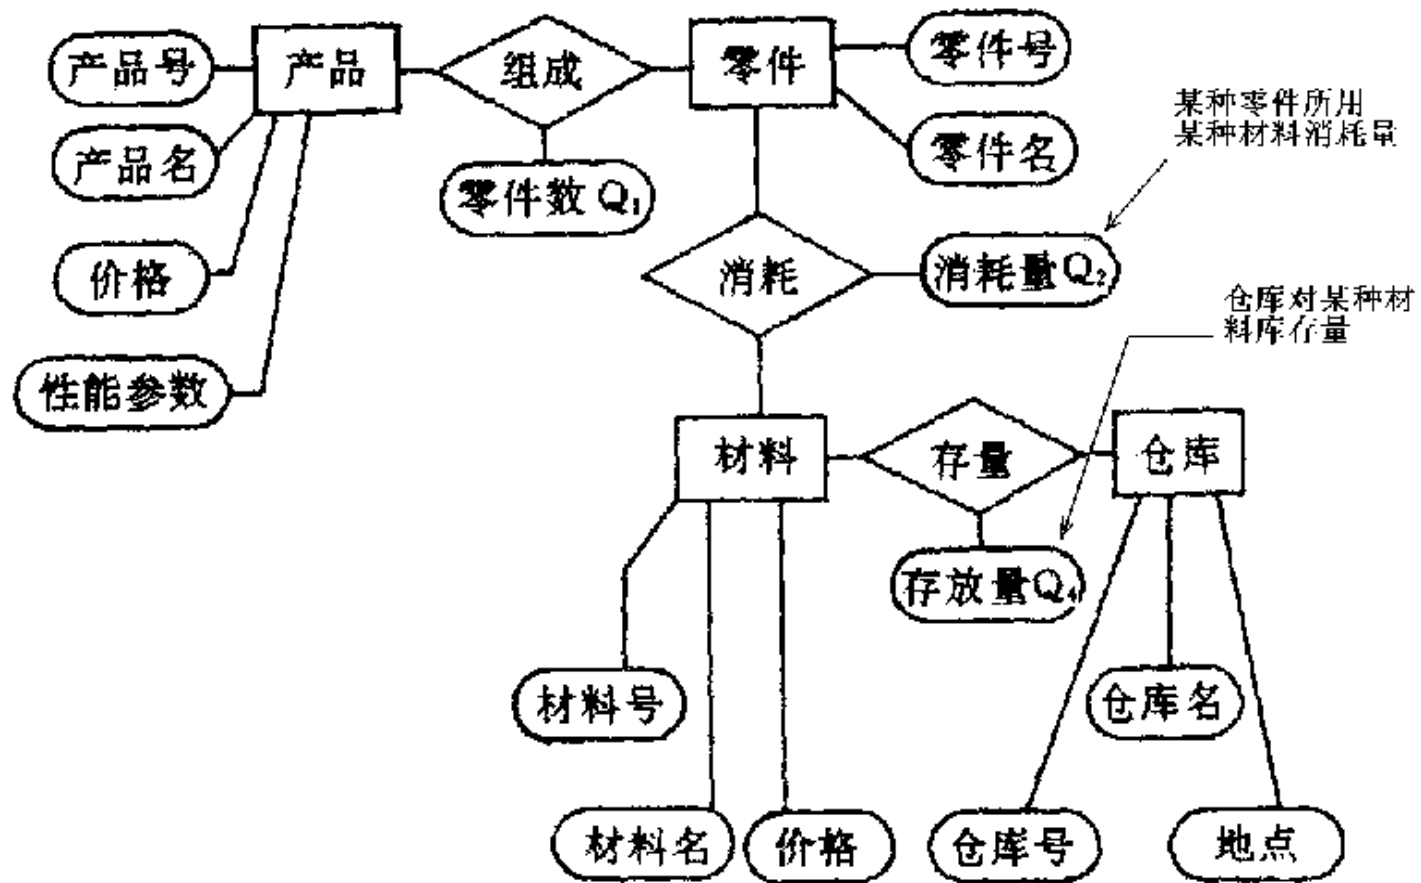 产品号
产品
组成
零件
零件号
产品名
零件数 Q₁
零件名
某种零件所用
某种材料消耗量
价格
消耗
消耗量Q₂
仓库对某种材
料库存量
性能参数
材料
存量
仓库
存放量Q₄
材料号
仓库名
材料名
价格
仓库号
地点